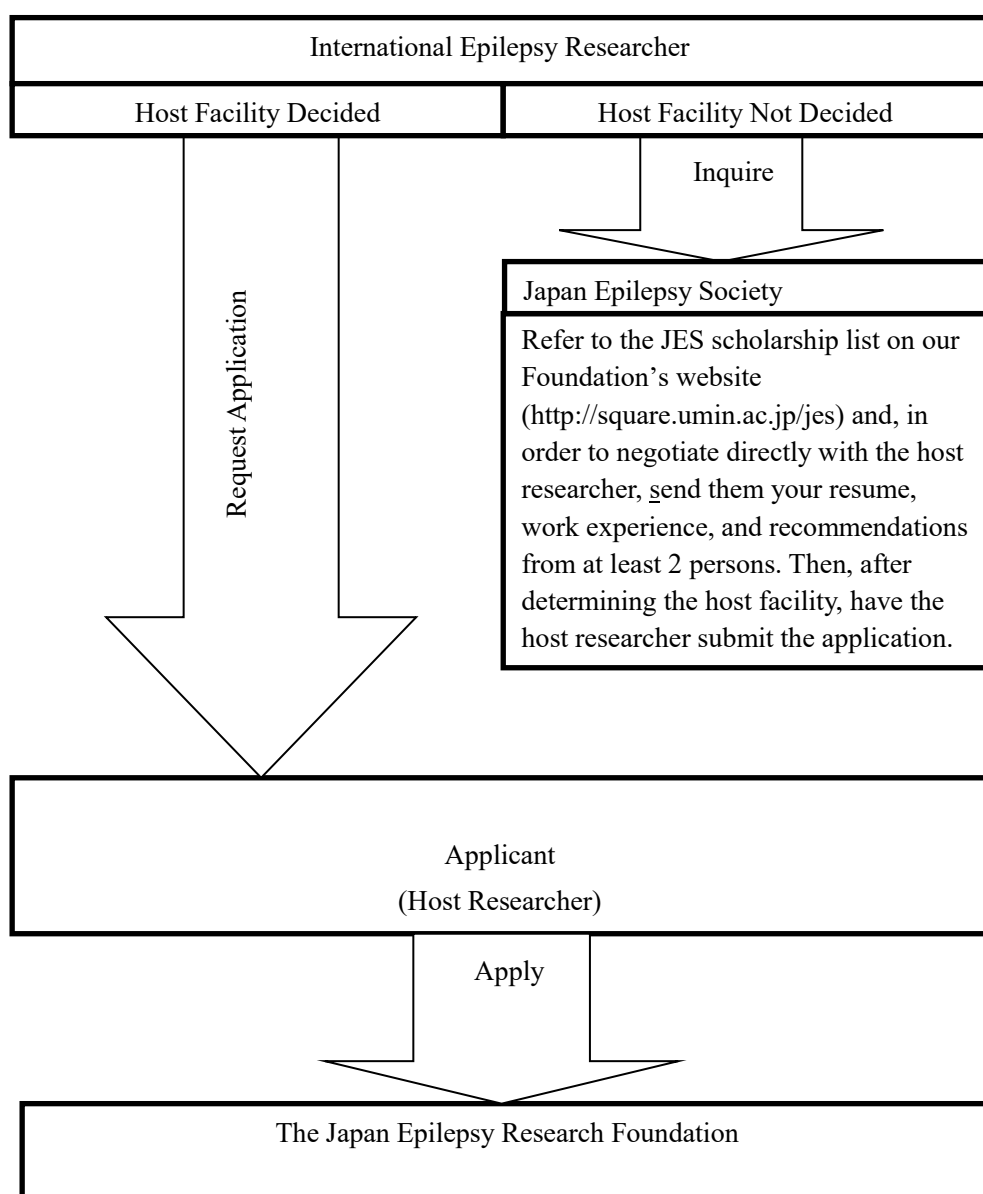 International Epilepsy Researcher
Host Facility Decided
Host Facility Not Decided
Inquire
Request Application
Japan Epilepsy Society
Refer to the JES scholarship list on our
Foundation’s website
(http://square.umin.ac.jp/jes) and, in
order to negotiate directly with the host
researcher, send them your resume,
work experience, and recommendations
from at least 2 persons. Then, after
determining the host facility, have the
host researcher submit the application.
Applicant
(Host Researcher)
Apply
The Japan Epilepsy Research Foundation